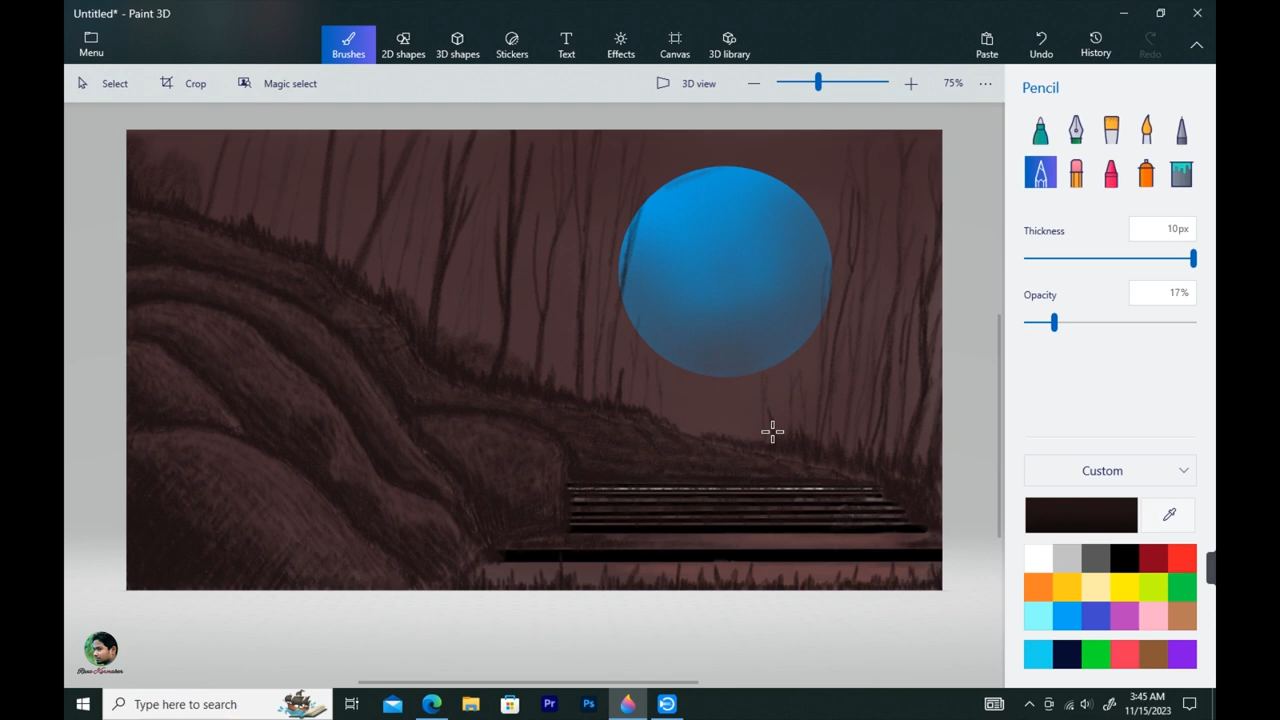 Untitled* - Paint 3D
Menu
Brushes
2D shapes
3D shapes
Stickers
Text
Effects
Canvas
3D library
Paste
Undo
History
Redo
Select
Crop
Magic select
3D view
75%
Pencil
Thickness
10px
Opacity
17%
Custom
Type here to search
Pr
Ps
3:45 AM
11/15/2023